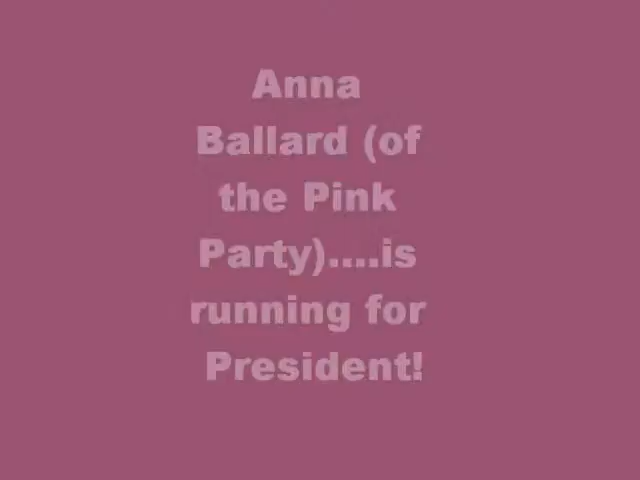 Anna
Ballard (of
the Pink
Party)....is
running for
President!